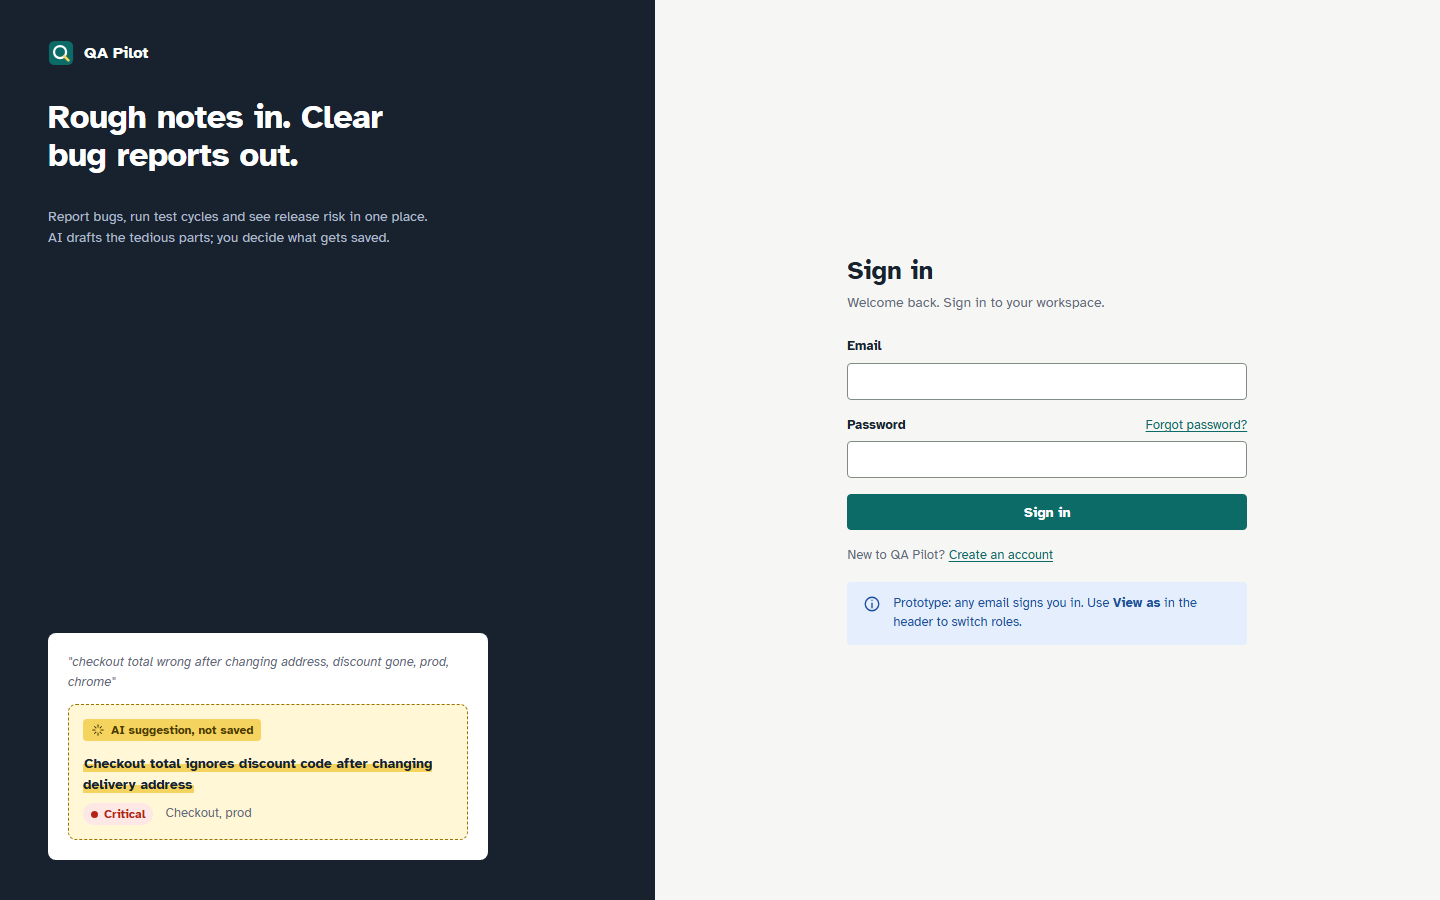 QA Pilot
Rough notes in. Clear
bug reports out.
Report bugs, run test cycles and see release risk in one place.
AI drafts the tedious parts; you decide what gets saved.
"checkout total wrong after changing address, discount gone, prod,
chrome"
AI suggestion, not saved
Checkout total ignores discount code after changing
delivery address
Critical
Checkout, prod
Sign in
Welcome back. Sign in to your workspace.
Email
Password
Forgot password?
Sign in
New to QA Pilot? Create an account
Prototype: any email signs you in. Use View as in the
header to switch roles.